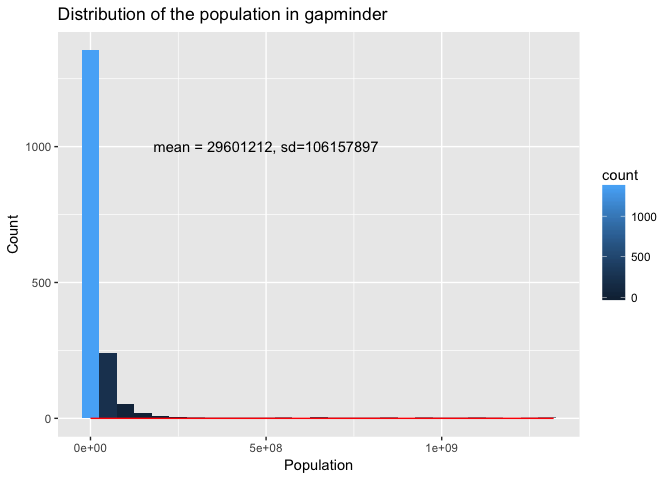 Distribution of the population in gapminder
Count
1000
500
0
mean = 29601212, sd=106157897
0e+00
5e+08
1e+09
Population
count
1000
500
0